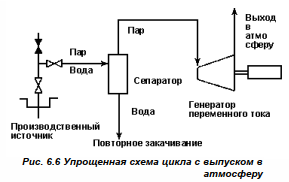 Выход
в
атмо
сферу
Пар
Пар
Вода
Сепаратор
Вода
Генератор
переменного тока
Производственный
источник
Повторное закачивание
Рис. 6.6 Упрощенная схема цикла с выпуском в
атмосферу